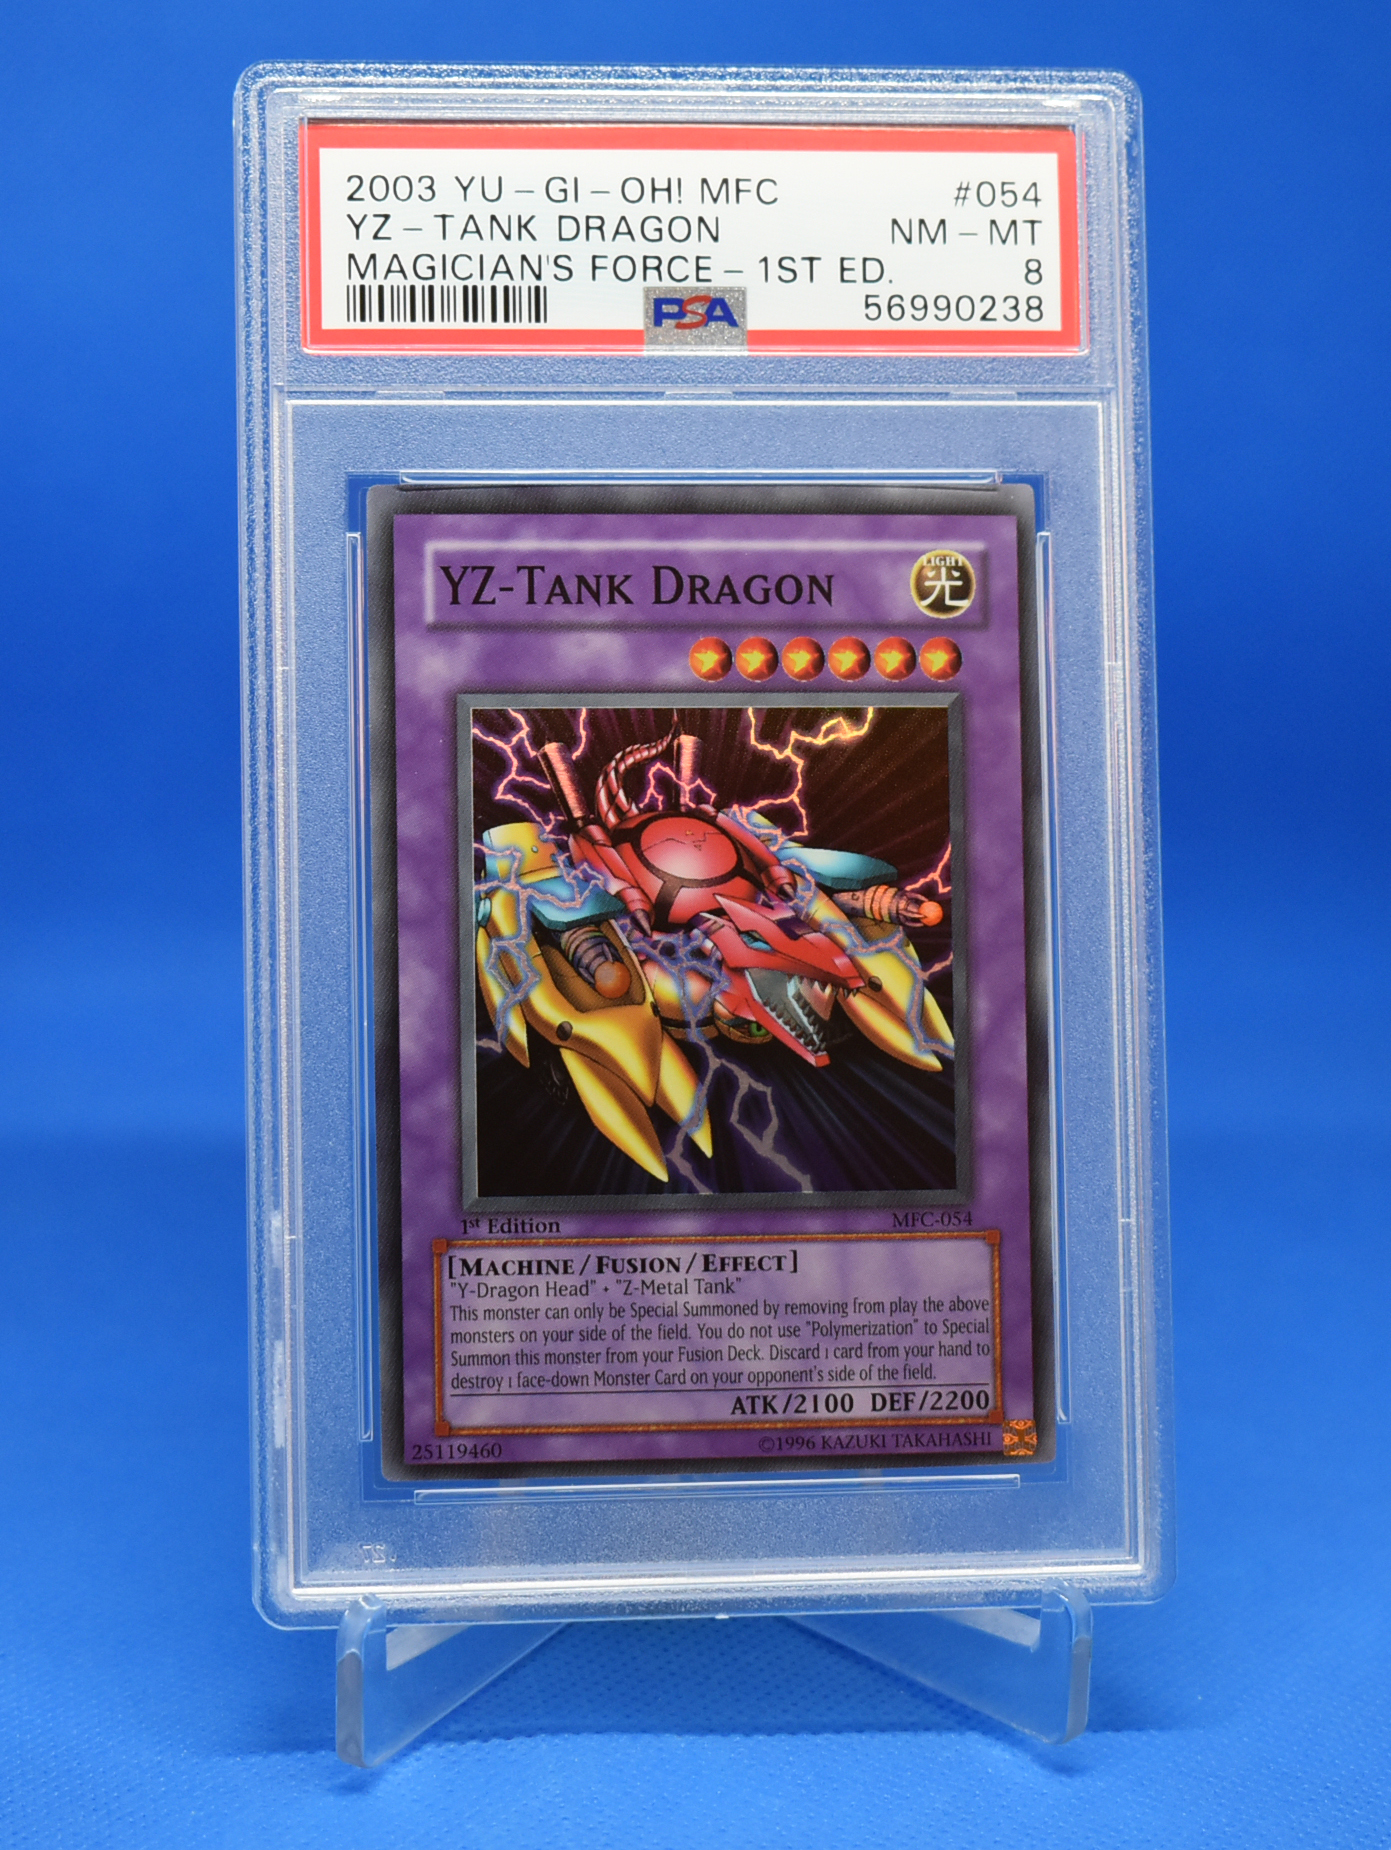 2003 YU-GI-OH! MFC #054
YZ-TANK DRAGON NM-MT
MAGICIAN'S FORCE-1ST ED. 8
PSA 56990238
YZ-TANK DRAGON
LIGHT
光
1st Edition MFC-054
[MACHINE/FUSION/EFFECT]
"Y-Dragon Head" + "Z-Metal Tank"
This monster can only be Special Summoned by removing from play the above
monsters on your side of the field. You do not use "Polymerization" to Special
Summon this monster from your Fusion Deck. Discard 1 card from your hand to
destroy 1 face-down Monster Card on your opponent's side of the field.
ATK/2100 DEF/2200
25119460 ©1996 KAZUKI TAKAHASHI